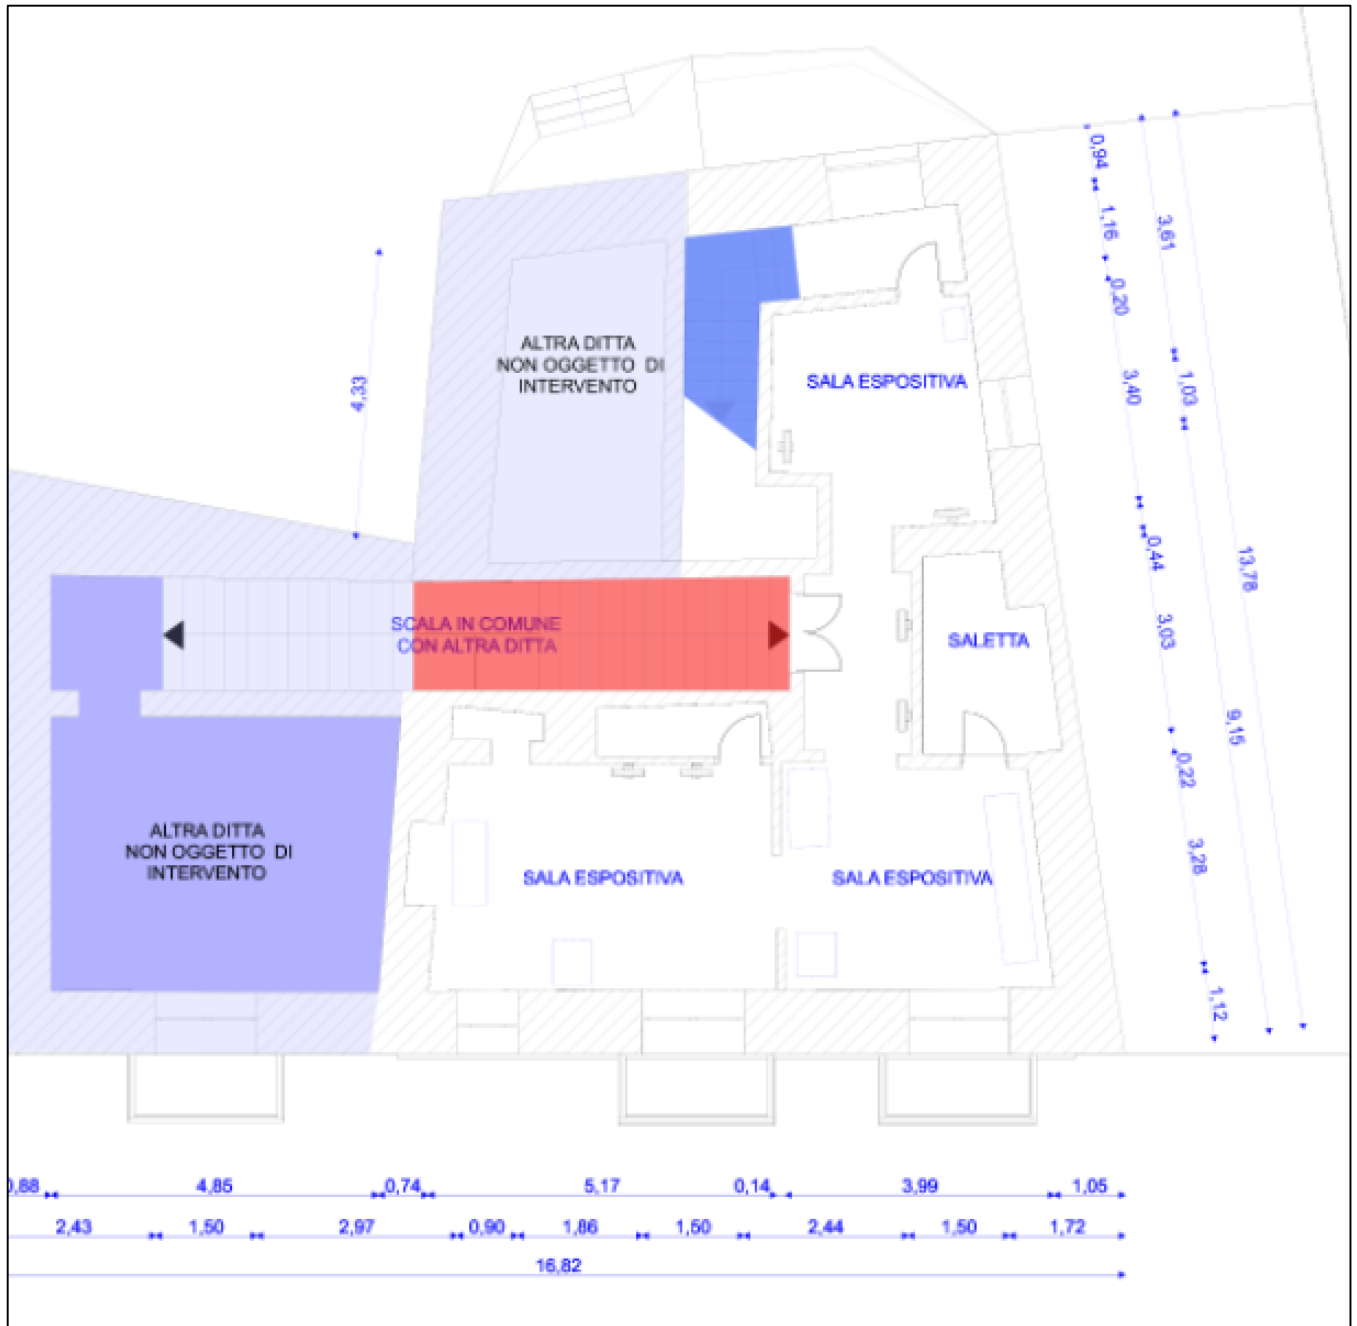 0,94
1,16
0,20
3,40
0,44
3,03
0,22
3,28
1,12
3,61
1,03
9,15
13,78
4,33
ALTRA DITTA
NON OGGETTO DI
INTERVENTO
SALA ESPOSITIVA
SCALA IN COMUNE
CON ALTRA DITTA
SALETTA
ALTRA DITTA
NON OGGETTO DI
INTERVENTO
SALA ESPOSITIVA
SALA ESPOSITIVA
0,88 4,85 0,74 5,17 0,14 3,99 1,05
2,43 1,50 2,97 0,90 1,86 1,50 2,44 1,50 1,72
16,82